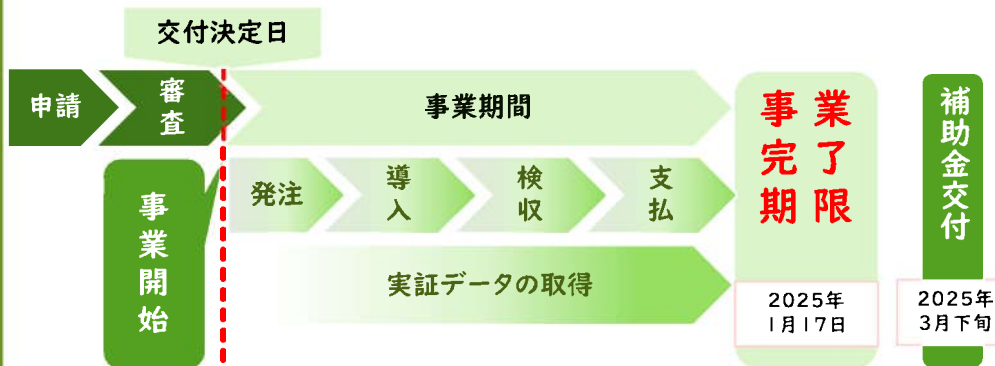 交付決定日
申請
審査
事業期間
事業完了期限
補助金交付
事業開始
発注
導入
検収
支払
実証データの取得
2025年
1月17日
2025年
3月下旬